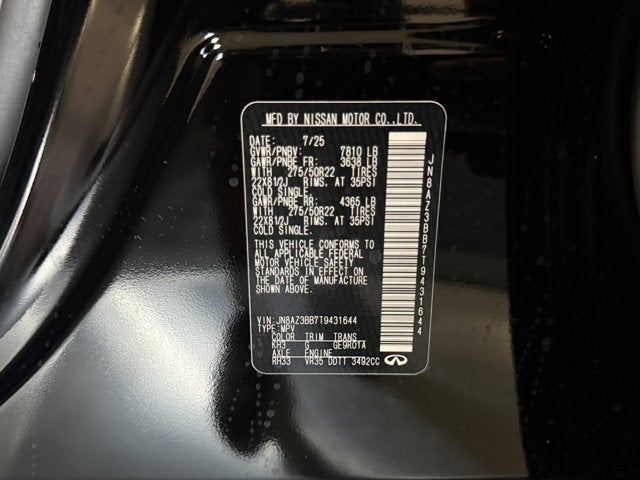 MFD BY NISSAN MOTOR CO.,LTD.
DATE: 7/25
GVWR/PNBV: 7810 LB
GAWR/PNBE FR: 3638 LB
WITH 275/50R22 TIRES
22X81/2J RIMS. AT 35PSI
COLD SINGLE.
GAWR/PNBE RR: 4365 LB
WITH 275/50R22 TIRES
22X81/2J RIMS. AT 35PSI
COLD SINGLE.
THIS VEHICLE CONFORMS TO
ALL APPLICABLE FEDERAL
MOTOR VEHICLE SAFETY
STANDARDS IN EFFECT ON
THE DATE OF MANUFACTURE
SHOWN ABOVE.
VIN: JN8AZ3BB7T9431644
TYPE: MPV
COLOR TRIM TRANS
KH3 G GE9R01A
AXLE ENGINE
RH33 VR35 DDTT 3492CC
JN8AZ3BB7T9431644